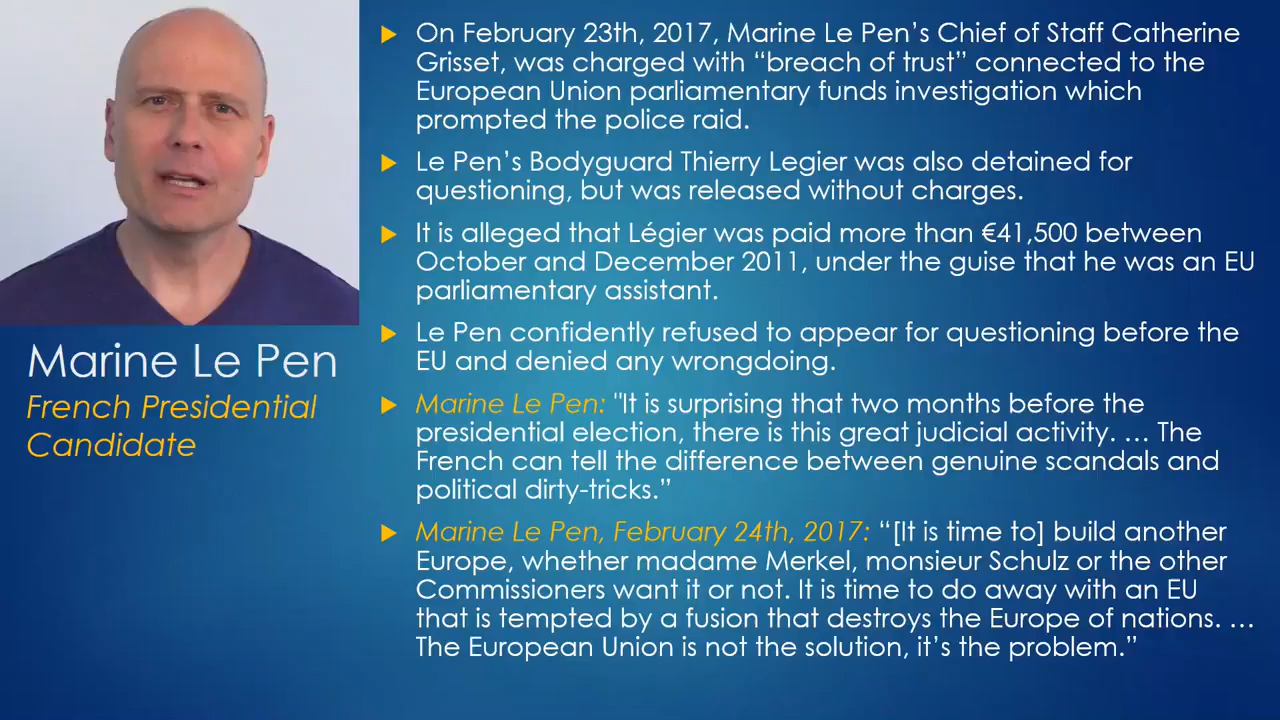 Marine Le Pen
French Presidential
Candidate
On February 23th, 2017, Marine Le Pen’s Chief of Staff Catherine
Grisset, was charged with “breach of trust” connected to the
European Union parliamentary funds investigation which
prompted the police raid.
Le Pen’s Bodyguard Thierry Legier was also detained for
questioning, but was released without charges.
It is alleged that Légier was paid more than €41,500 between
October and December 2011, under the guise that he was an EU
parliamentary assistant.
Le Pen confidently refused to appear for questioning before the
EU and denied any wrongdoing.
Marine Le Pen: "It is surprising that two months before the
presidential election, there is this great judicial activity. … The
French can tell the difference between genuine scandals and
political dirty-tricks.”
Marine Le Pen, February 24th, 2017: “[It is time to] build another
Europe, whether madame Merkel, monsieur Schulz or the other
Commissioners want it or not. It is time to do away with an EU
that is tempted by a fusion that destroys the Europe of nations. …
The European Union is not the solution, it’s the problem.”